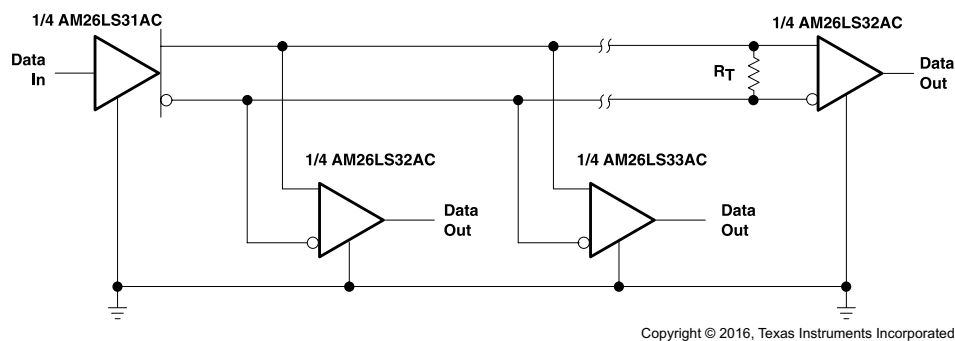 1/4 AM26LS31AC
1/4 AM26LS32AC
Data
In
RT
Data
Out
1/4 AM26LS32AC
1/4 AM26LS33AC
Data
Out
Data
Out
Copyright © 2016, Texas Instruments Incorporated